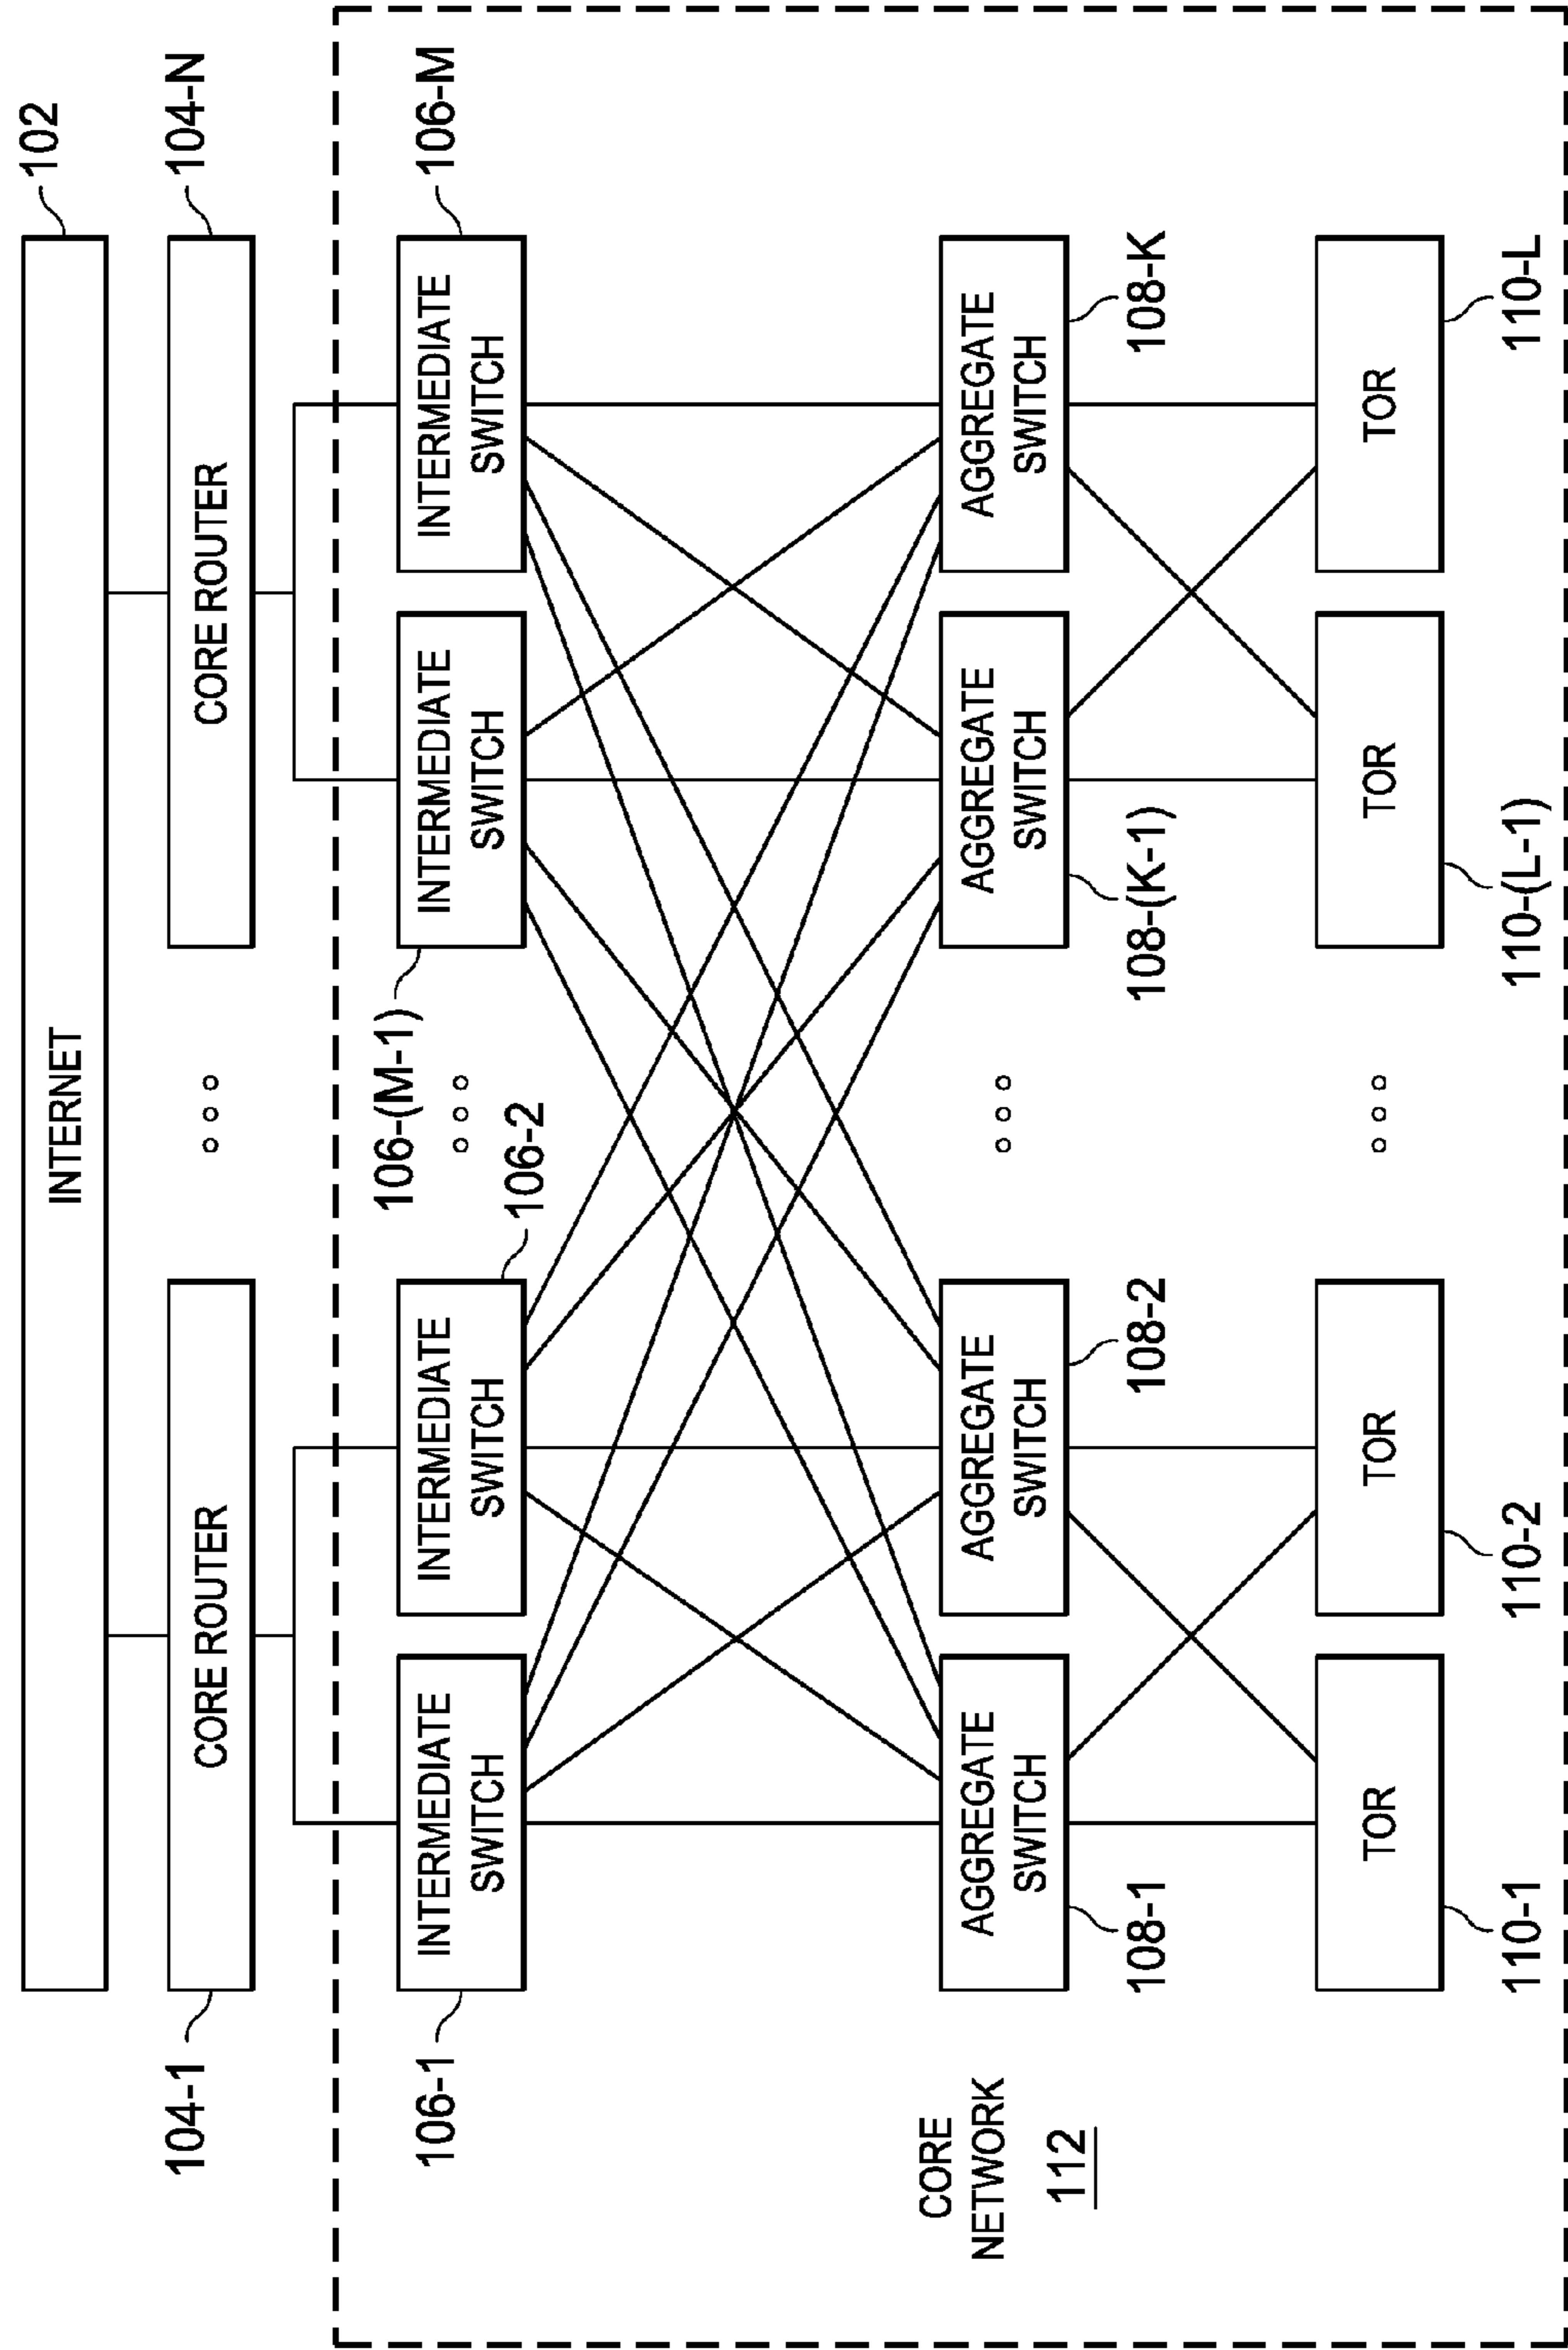 102
INTERNET
104-1
CORE ROUTER
CORE ROUTER
104-N
106-1
INTERMEDIATE
SWITCH
INTERMEDIATE
SWITCH
106-2
106-(M-1)
INTERMEDIATE
SWITCH
INTERMEDIATE
SWITCH
106-M
CORE
NETWORK
112
AGGREGATE
SWITCH
108-1
AGGREGATE
SWITCH
108-2
AGGREGATE
SWITCH
108-(K-1)
AGGREGATE
SWITCH
108-K
TOR
110-1
TOR
110-2
TOR
110-(L-1)
TOR
110-L